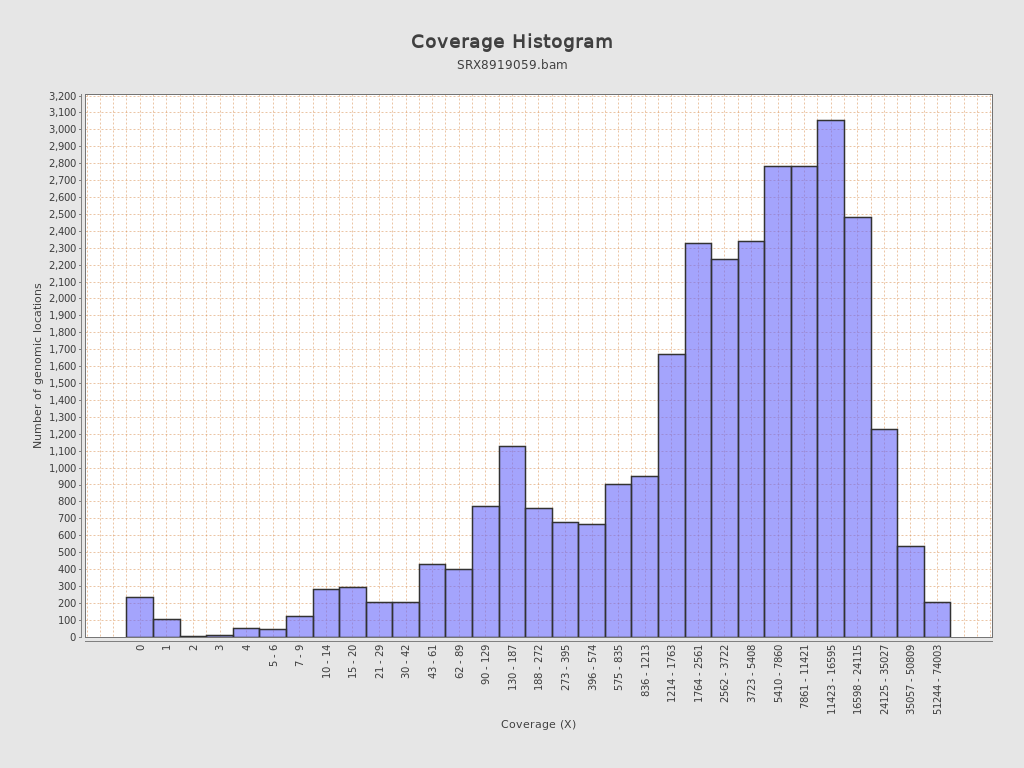 Coverage Histogram
SRX8919059.bam
3,200
3,100
3,000
2,900
2,800
2,700
2,600
2,500
2,400
2,300
2,200
2,100
2,000
1,900
1,800
1,700
1,600
1,500
1,400
1,300
1,200
1,100
1,000
900
800
700
600
500
400
300
200
100
0
Number of genomic locations
0
1
2
3
4
5 - 6
7 - 9
10 - 14
15 - 20
21 - 29
30 - 42
43 - 61
62 - 89
90 - 129
130 - 187
188 - 272
273 - 395
396 - 574
575 - 835
836 - 1213
1214 - 1763
1764 - 2561
2562 - 3722
3723 - 5408
5410 - 7860
7861 - 11421
11423 - 16595
16598 - 24115
24125 - 35027
35057 - 50809
51244 - 74003
Coverage (X)